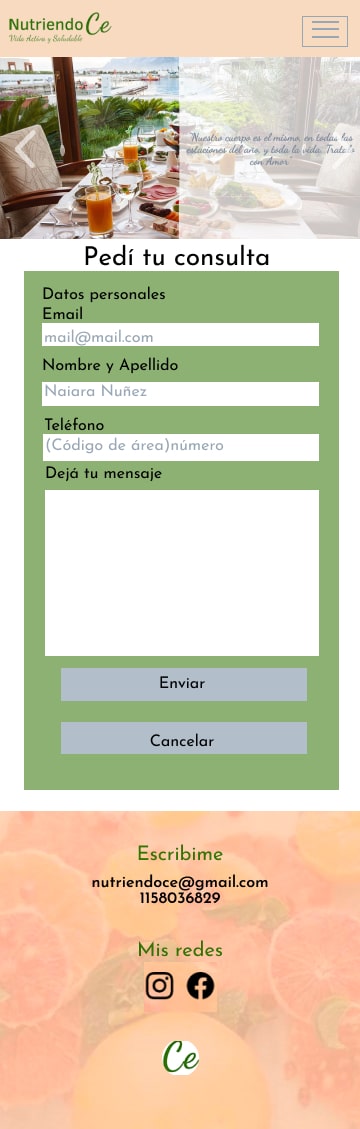 Nutriendo Ce
Vida Activa y Saludable
"Nuestro cuerpo es el mismo, en todas las
estaciones del año, y toda la vida. Trate's
con Amor"
Pedí tu consulta
Datos personales
Email
mail@mail.com
Nombre y Apellido
Naiara Nuñez
Teléfono
(Código de área)número
Dejá tu mensaje
Enviar
Cancelar
Escribime
nutriendoce@gmail.com
1158036829
Mis redes
Ce